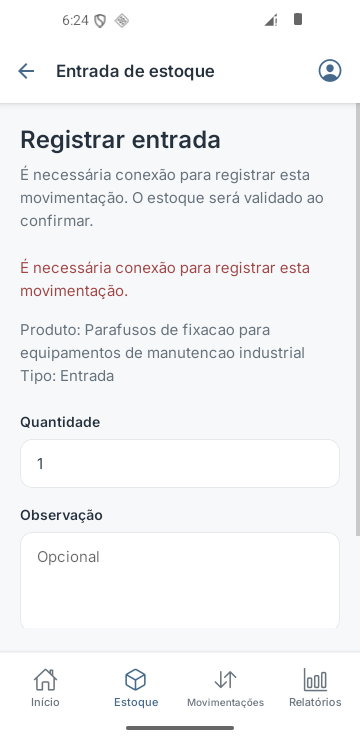 6:24
Entrada de estoque
Registrar entrada
É necessária conexão para registrar esta
movimentação. O estoque será validado ao
confirmar.
É necessária conexão para registrar esta
movimentação.
Produto: Parafusos de fixacao para
equipamentos de manutencao industrial
Tipo: Entrada
Quantidade
1
Observação
Opcional
Início
Estoque
Movimentações
Relatórios